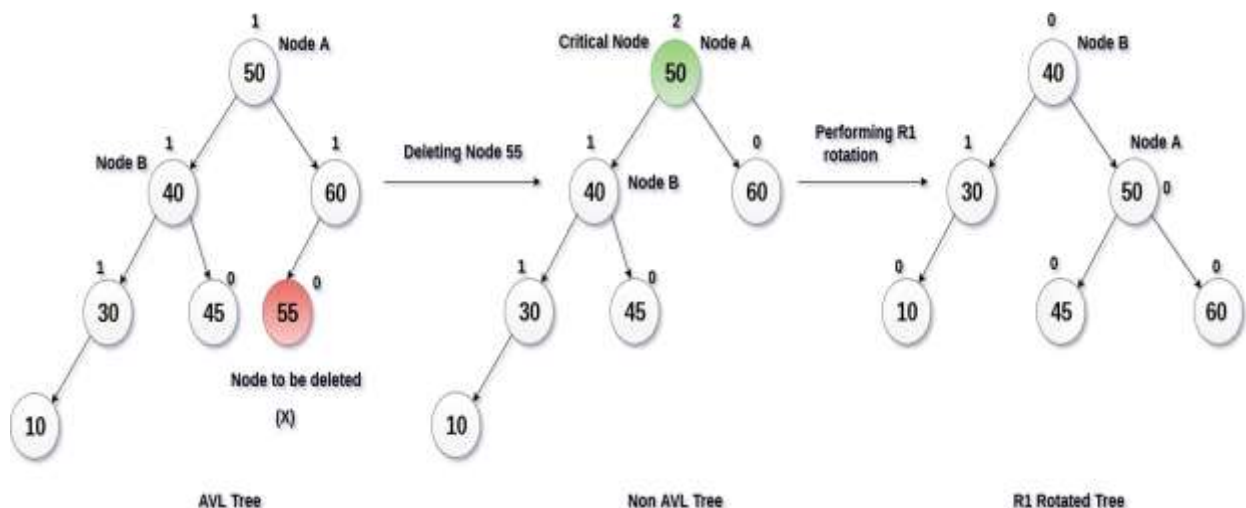 1
Node A
50
Node B
1
40
1
60
1
30
0
45
0
55
10
Node to be deleted
(X)
AVL Tree
Deleting Node 55
2
Critical Node
Node A
50
1
40
Node B
0
60
1
30
0
45
10
Non AVL Tree
Performing R1
rotation
0
Node B
40
1
30
Node A
50
0
0
10
0
45
0
60
R1 Rotated Tree